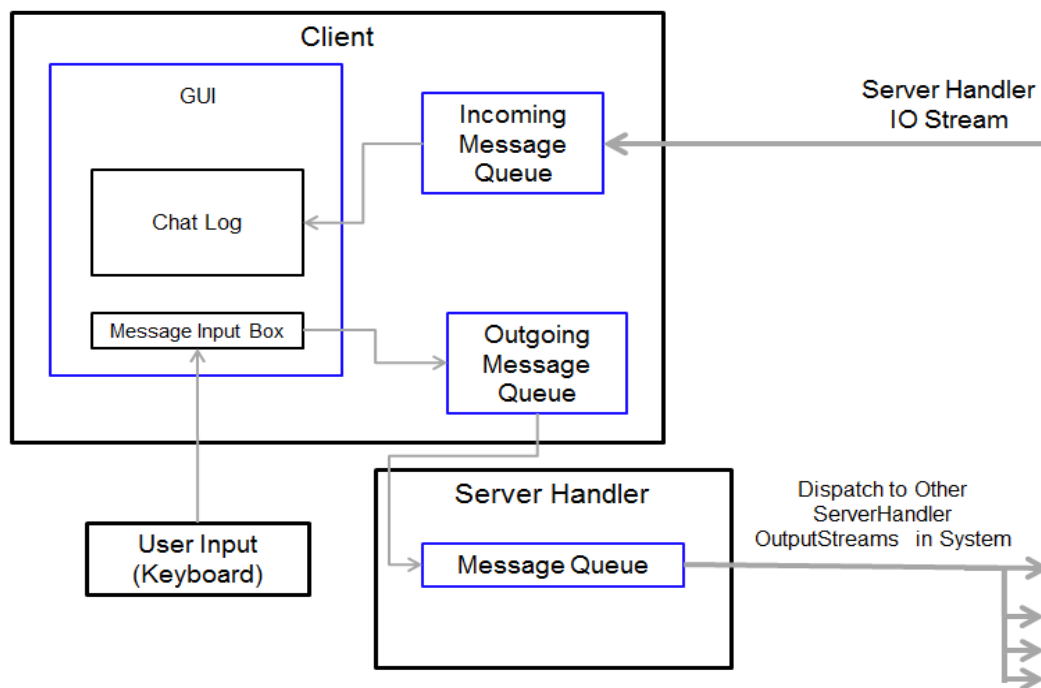 Client
GUI
Incoming
Message
Queue
Server Handler
IO Stream
Chat Log
Message Input Box
Outgoing
Message
Queue
Server Handler
Dispatch to Other
ServerHandler
OutputStreams in System
User Input
(Keyboard)
Message Queue